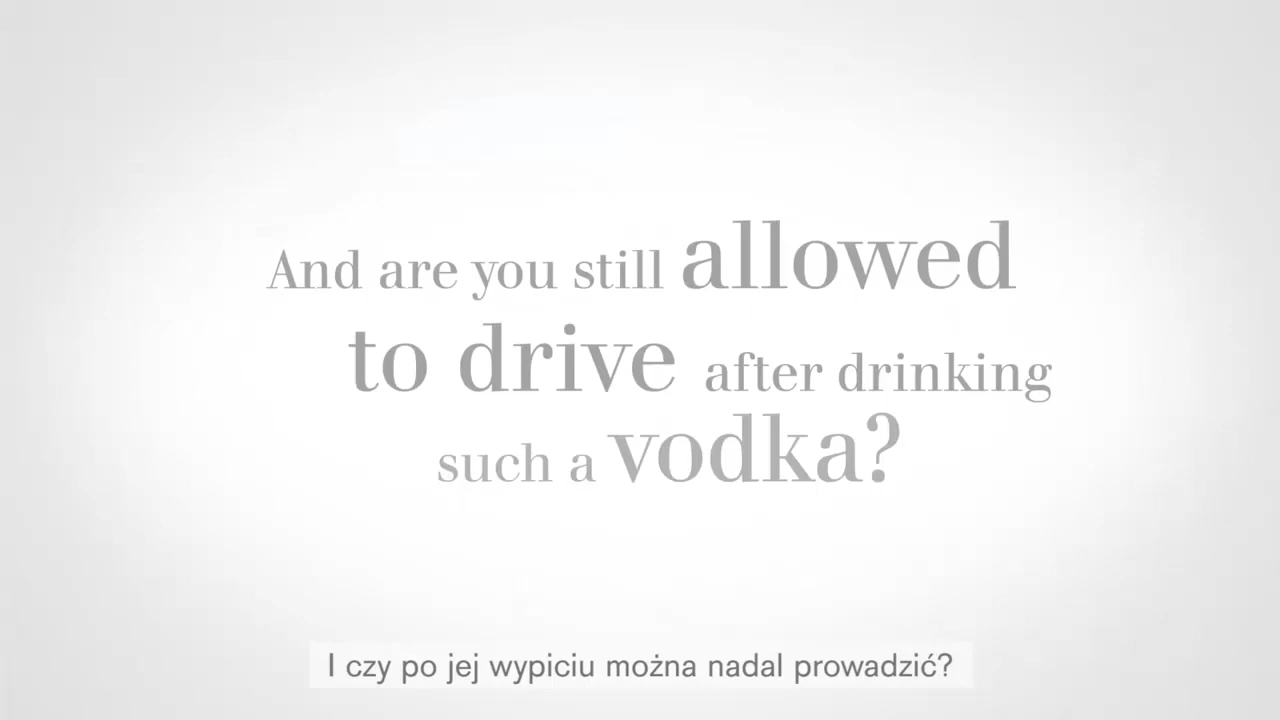 And are you still allowed
to drive after drinking
such a vodka?
I czy po jej wypiciu można nadal prowadzić?